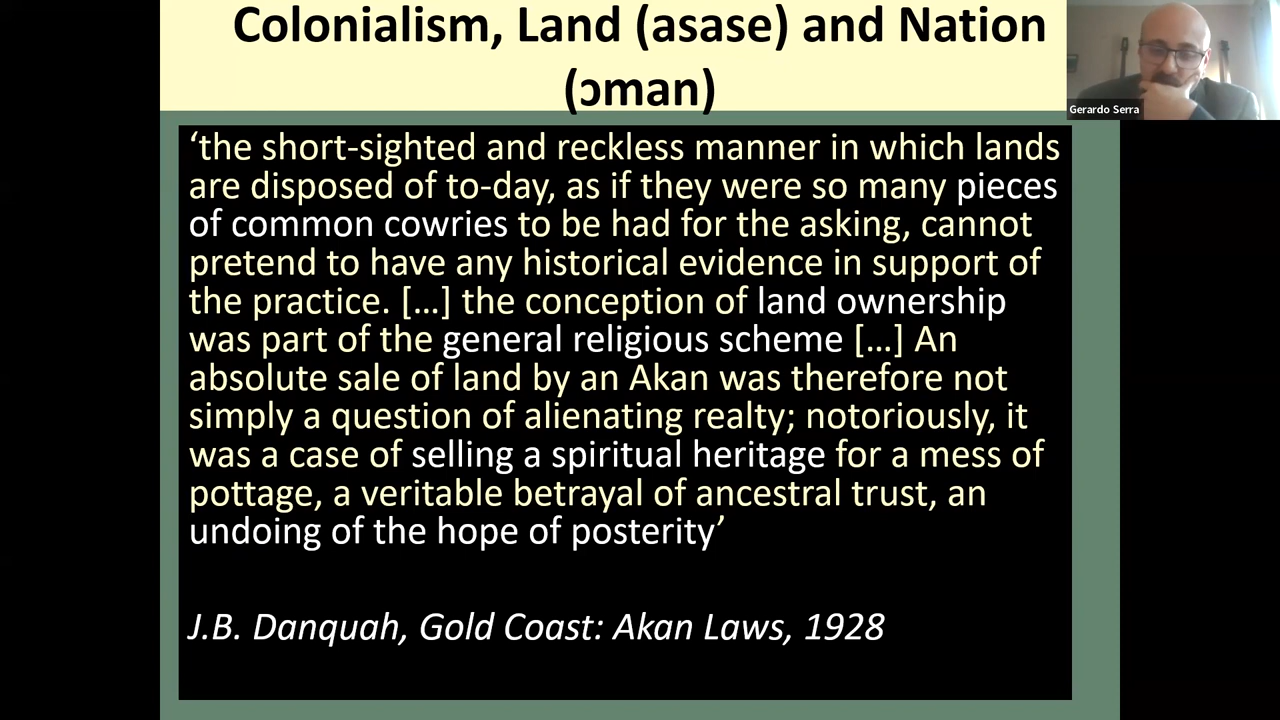 Colonialism, Land (asase) and Nation
(ɔman)
Gerardo Serra
‘the short-sighted and reckless manner in which lands
are disposed of to-day, as if they were so many pieces
of common cowries to be had for the asking, cannot
pretend to have any historical evidence in support of
the practice. […] the conception of land ownership
was part of the general religious scheme […] An
absolute sale of land by an Akan was therefore not
simply a question of alienating realty; notoriously, it
was a case of selling a spiritual heritage for a mess of
pottage, a veritable betrayal of ancestral trust, an
undoing of the hope of posterity’
J.B. Danquah, Gold Coast: Akan Laws, 1928